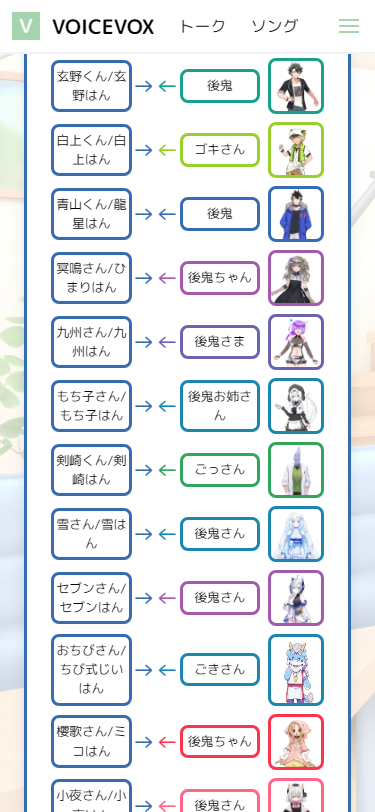 V VOICEVOX トーク ソング
玄野くん/玄
野はん
後鬼
白上くん/白
上はん
ゴキさん
青山くん/龍
星はん
後鬼
冥鳴さん/ひ
まりはん
後鬼ちゃん
九州さん/九
州はん
後鬼さま
もち子さん/
もち子はん
後鬼お姉さ
ん
剣崎くん/剣
崎はん
ごっさん
雪さん/雪は
ん
後鬼さん
セブンさん/
セブンはん
後鬼さん
おちびさん/
ちび式じい
はん
ごきさん
櫻歌さん/ミ
コはん
後鬼ちゃん
小夜さん/小
後鬼さん